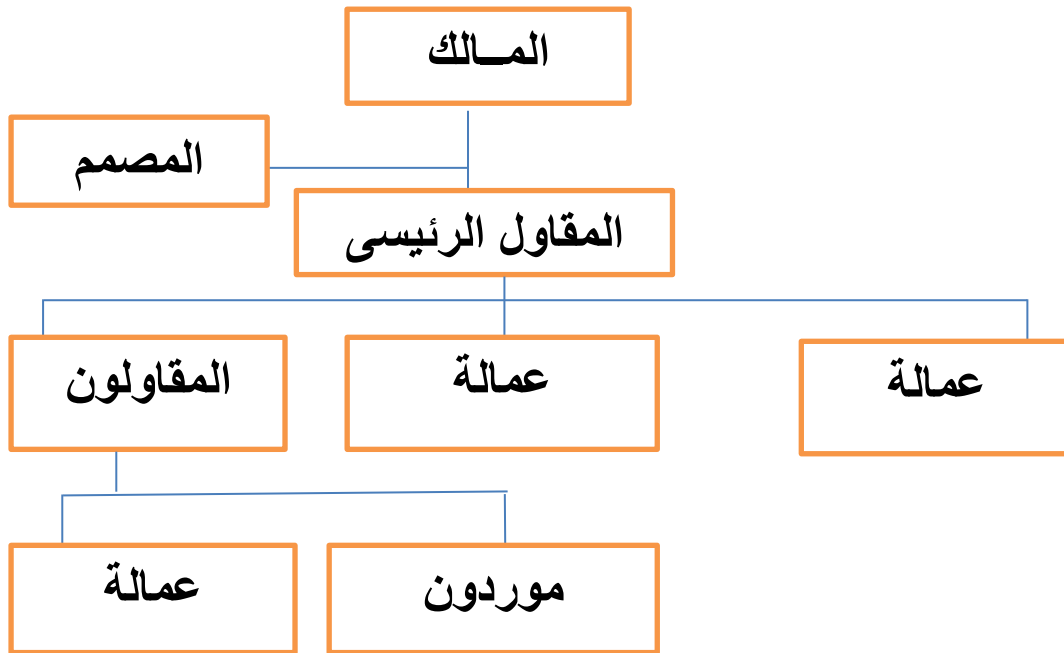 المــالك
المصمم
المقاول الرئيسى
عمالة
عمالة
المقاولون
موردون
عمالة